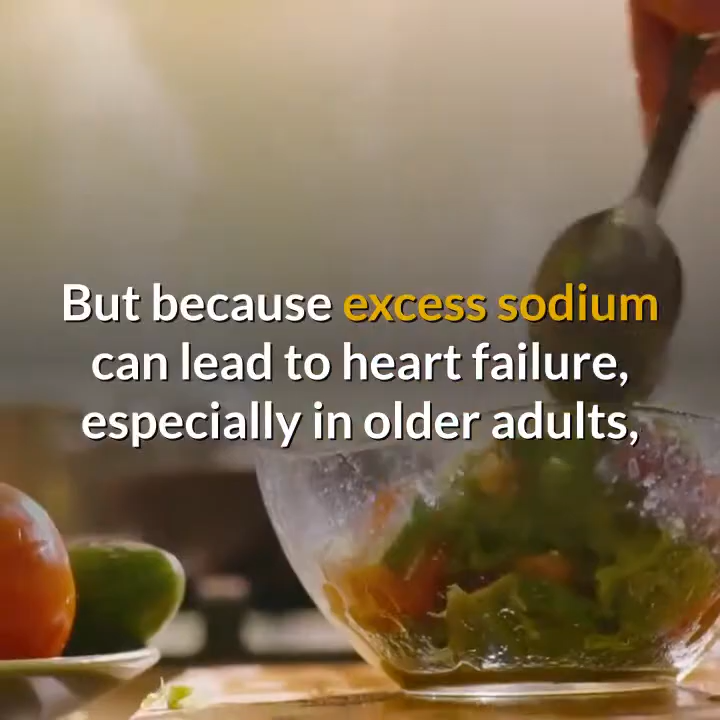 But because excess sodium
can lead to heart failure,
especially in older adults,